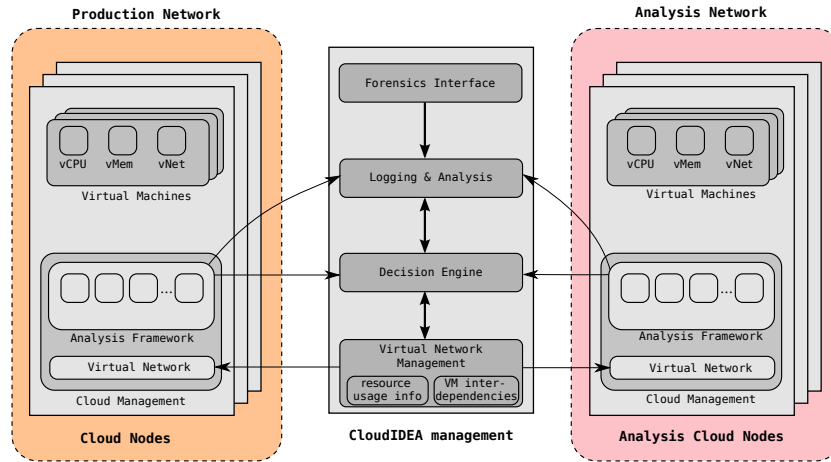 Production Network
vCPU
vMem
vNet
Virtual Machines
...
Analysis Framework
Virtual Network
Cloud Management
Cloud Nodes
Forensics Interface
Logging & Analysis
Decision Engine
Virtual Network
Management
resource
usage info
VM inter-
dependencies
CloudIDEA management
Analysis Network
vCPU
vMem
vNet
Virtual Machines
...
Analysis Framework
Virtual Network
Cloud Management
Analysis Cloud Nodes